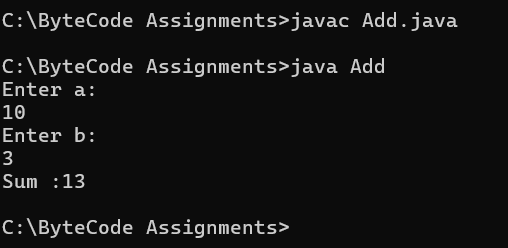 C:\ByteCode Assignments>javac Add.java
C:\ByteCode Assignments>java Add
Enter a:
10
Enter b:
3
Sum :13
C:\ByteCode Assignments>